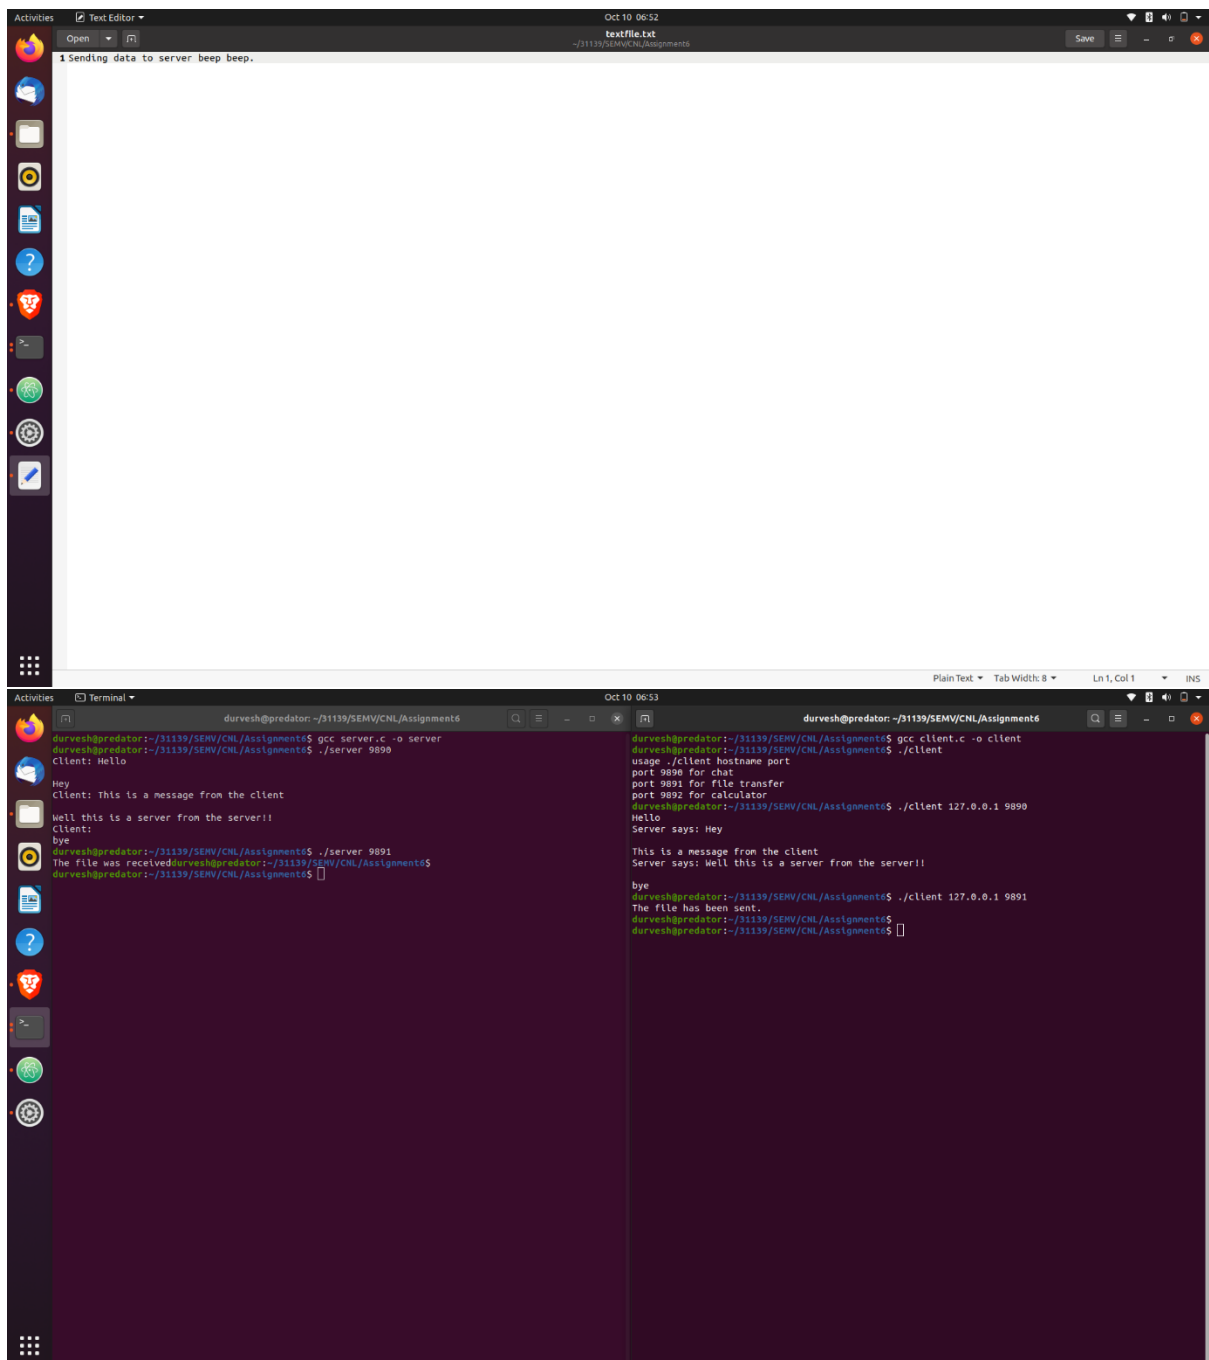 Activities Text Editor Oct 10 06:52
Open textfile.txt Save
~/31139/SEMV/CNL/Assignment6
1 Sending data to server beep beep.
Plain Text Tab Width: 8 Ln 1, Col 1 INS
Activities Terminal Oct 10 06:53
durvesh@predator: ~/31139/SEMV/CNL/Assignment6
durvesh@predator:~/31139/SEMV/CNL/Assignment6$ gcc server.c -o server
durvesh@predator:~/31139/SEMV/CNL/Assignment6$ ./server 9890
Client: Hello
Hey
Client: This is a message from the client
Well this is a server from the server!!
Client:
bye
durvesh@predator:~/31139/SEMV/CNL/Assignment6$ ./server 9891
The file was receiveddurvesh@predator:~/31139/SEMV/CNL/Assignment6$
durvesh@predator:~/31139/SEMV/CNL/Assignment6$
durvesh@predator: ~/31139/SEMV/CNL/Assignment6
durvesh@predator:~/31139/SEMV/CNL/Assignment6$ gcc client.c -o client
durvesh@predator:~/31139/SEMV/CNL/Assignment6$ ./client
usage ./client hostname port
port 9890 for chat
port 9891 for file transfer
port 9892 for calculator
durvesh@predator:~/31139/SEMV/CNL/Assignment6$ ./client 127.0.0.1 9890
Hello
Server says: Hey
This is a message from the client
Server says: Well this is a server from the server!!
bye
durvesh@predator:~/31139/SEMV/CNL/Assignment6$ ./client 127.0.0.1 9891
The file has been sent.
durvesh@predator:~/31139/SEMV/CNL/Assignment6$
durvesh@predator:~/31139/SEMV/CNL/Assignment6$